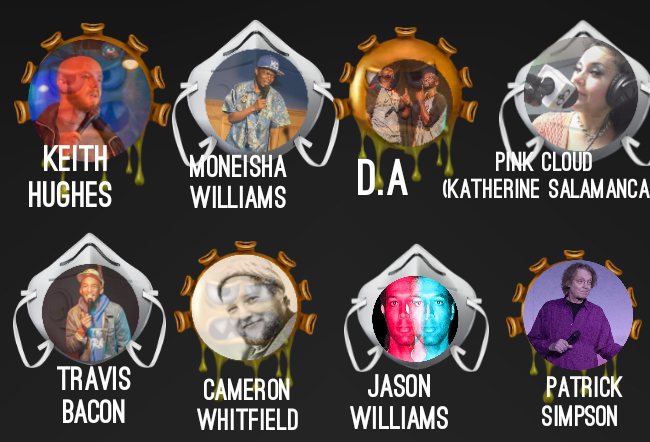 KEITH
HUGHES
MONEISHA
WILLIAMS
D.A
PINK CLOUD
(KATHERINE SALAMANCA
TRAVIS
BACON
CAMERON
WHITFIELD
JASON
WILLIAMS
PATRICK
SIMPSON